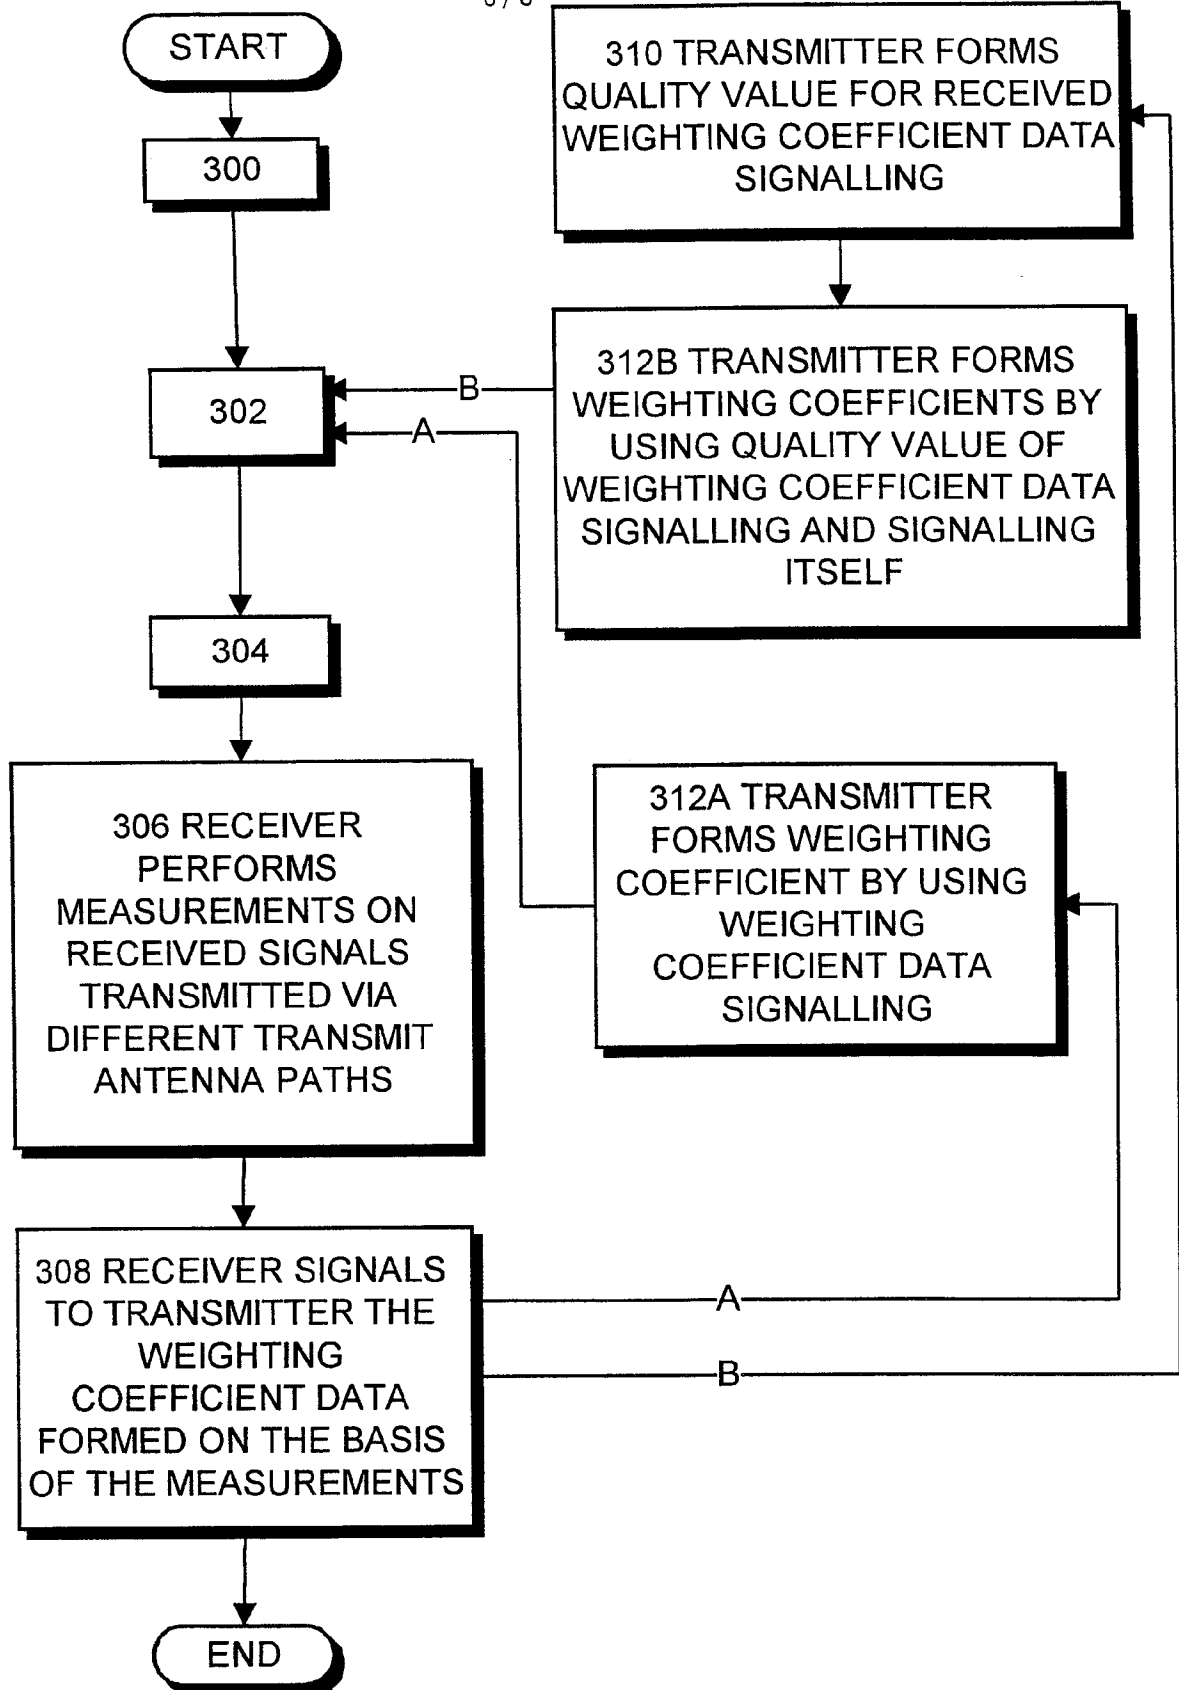 START
300
302
304
306 RECEIVER
PERFORMS
MEASUREMENTS ON
RECEIVED SIGNALS
TRANSMITTED VIA
DIFFERENT TRANSMIT
ANTENNA PATHS
308 RECEIVER SIGNALS
TO TRANSMITTER THE
WEIGHTING
COEFFICIENT DATA
FORMED ON THE BASIS
OF THE MEASUREMENTS
END
310 TRANSMITTER FORMS
QUALITY VALUE FOR RECEIVED
WEIGHTING COEFFICIENT DATA
SIGNALLING
312B TRANSMITTER FORMS
WEIGHTING COEFFICIENTS BY
USING QUALITY VALUE OF
WEIGHTING COEFFICIENT DATA
SIGNALLING AND SIGNALLING
ITSELF
B
A
312A TRANSMITTER
FORMS WEIGHTING
COEFFICIENT BY USING
WEIGHTING
COEFFICIENT DATA
SIGNALLING
A
B